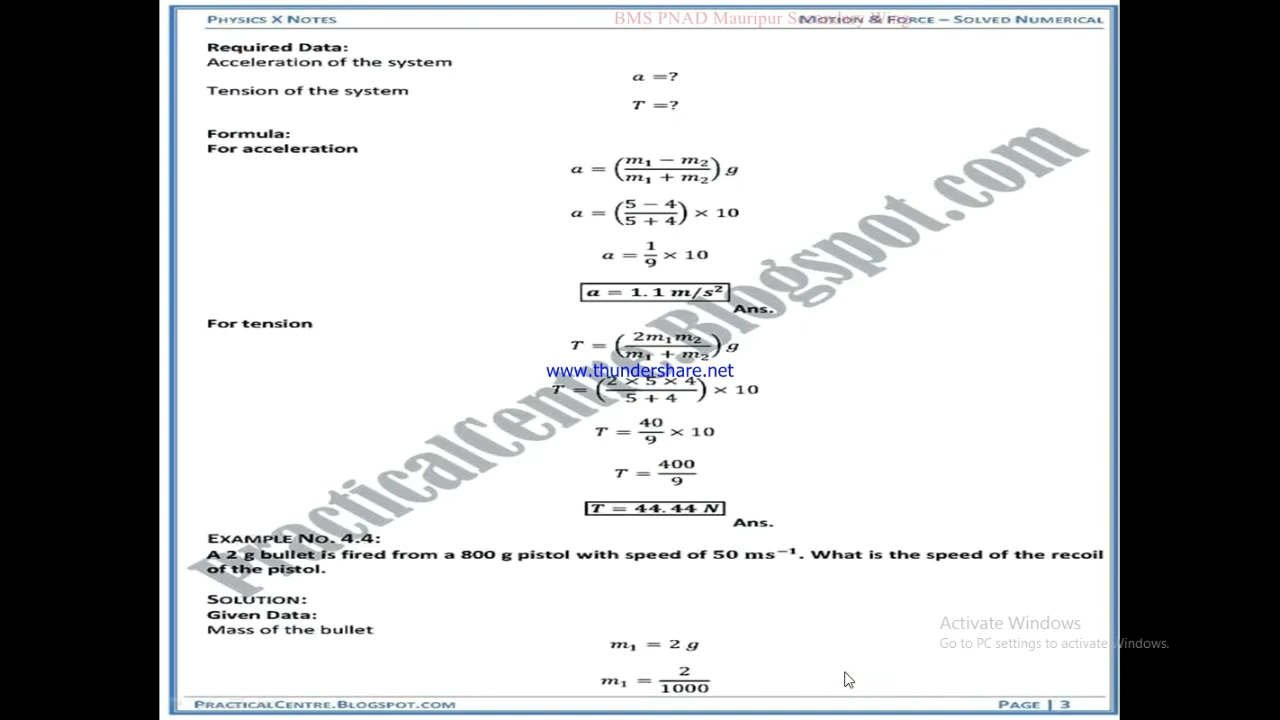 PHYSICS X NOTES
BMS PNAD Mauripur Secondary Wing
MOTION & FORCE – SOLVED NUMERICAL
Required Data:
Acceleration of the system
a =?
Tension of the system
T =?
Formula:
For acceleration
a = (m₁ − m₂ / m₁ + m₂) g
a = (5 − 4 / 5 + 4) × 10
a = 1/9 × 10
a = 1.1 m/s²
Ans.
For tension
T = (2m₁m₂ / m₁ + m₂) g
www.thundershare.net
T = (2 × 5 × 4 / 5 + 4) × 10
T = 40/9 × 10
T = 400/9
T = 44.44 N
Ans.
PracticalCentre.Blogspot.com
EXAMPLE NO. 4.4:
A 2 g bullet is fired from a 800 g pistol with speed of 50 ms⁻¹. What is the speed of the recoil
of the pistol.
SOLUTION:
Given Data:
Mass of the bullet
m₁ = 2 g
m₁ = 2/1000
Activate Windows
Go to PC settings to activate Windows.
PRACTICALCENTRE.BLOGSPOT.COM
PAGE | 3